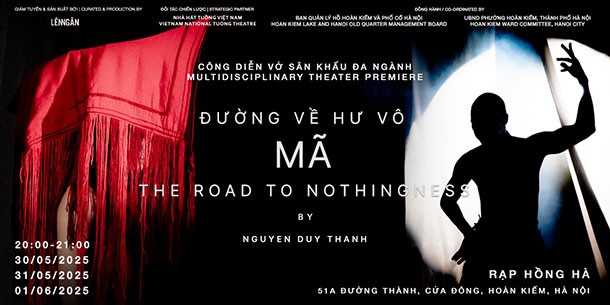 GIÁM TUYỂN & SẢN XUẤT BỞI | CURATED & PRODUCTION BY
LÊNNGÀN
ĐỐI TÁC CHIẾN LƯỢC | STRATEGIC PARTNER
NHÀ HÁT TUỒNG VIỆT NAM
VIETNAM NATIONAL TUONG THEATRE
BAN QUẢN LÝ HỒ HOÀN KIẾM VÀ PHỐ CỔ HÀ NỘI
HOAN KIEM LAKE AND HANOI OLD QUARTER MANAGEMENT BOARD
ĐỒNG HÀNH / CO-ORDINATED BY
UBND PHƯỜNG HOÀN KIẾM, THÀNH PHỐ HÀ NỘI
HOAN KIEM WARD COMMITTEE, HANOI CITY
CÔNG DIỄN VỞ SÂN KHẤU ĐA NGÀNH
MULTIDISCIPLINARY THEATER PREMIERE
ĐƯỜNG VỀ HƯ VÔ
MÃ
THE ROAD TO NOTHINGNESS
BY
NGUYEN DUY THANH
20:00-21:00
30/05/2025
31/05/2025
01/06/2025
RẠP HỒNG HÀ
51A ĐƯỜNG THÀNH, CỬA ĐÔNG, HOÀN KIẾM, HÀ NỘI